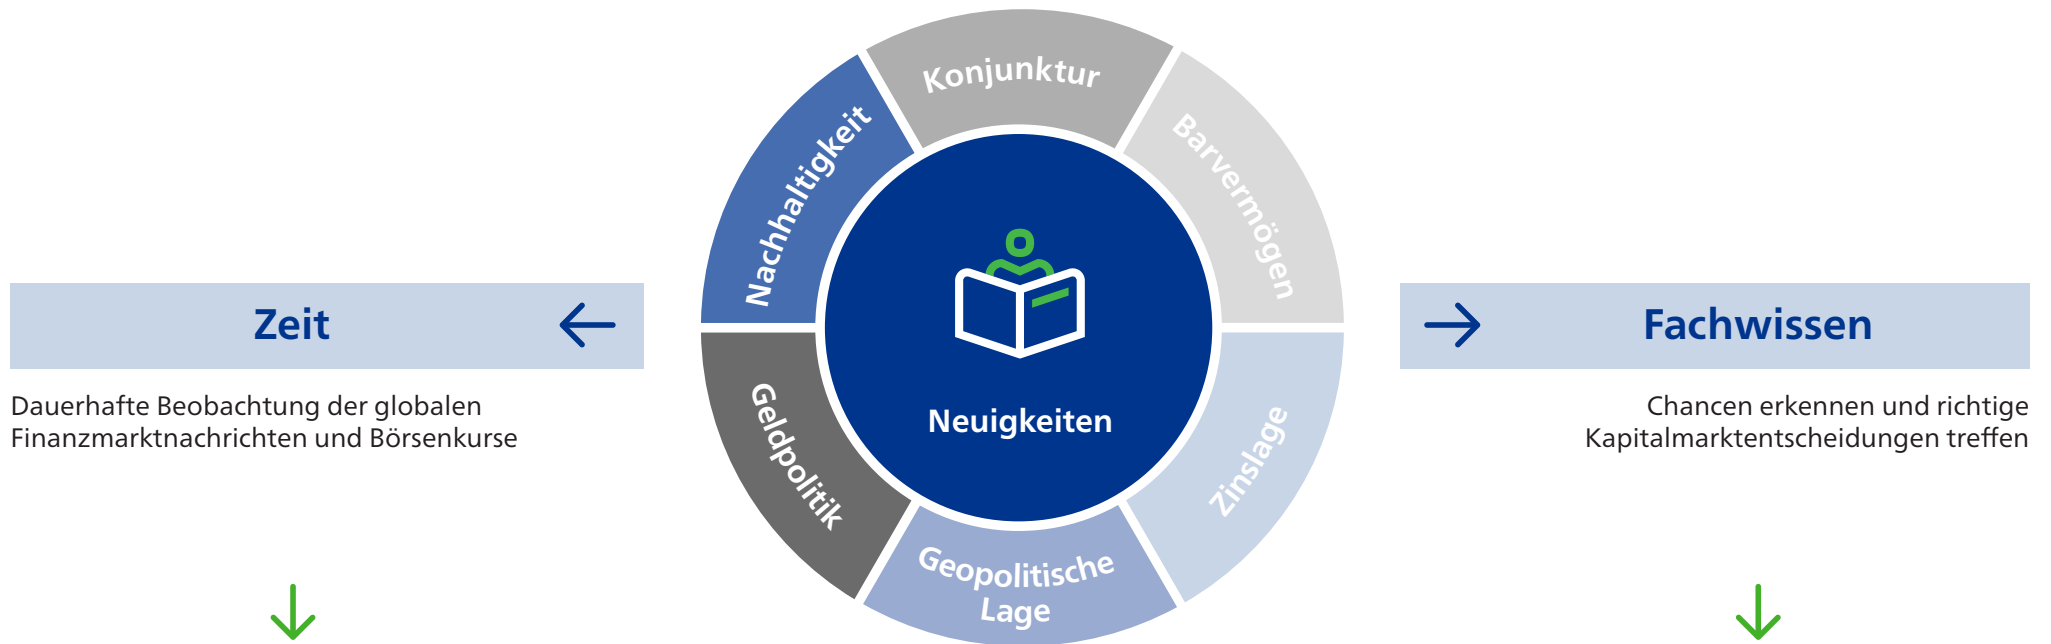 Konjunktur
Barvermögen
Zinslage
Geopolitische
Lage
Geldpolitik
Nachhaltigkeit
Neuigkeiten
Zeit
Dauerhafte Beobachtung der globalen
Finanzmarktnachrichten und Börsenkurse
Fachwissen
Chancen erkennen und richtige
Kapitalmarktentscheidungen treffen